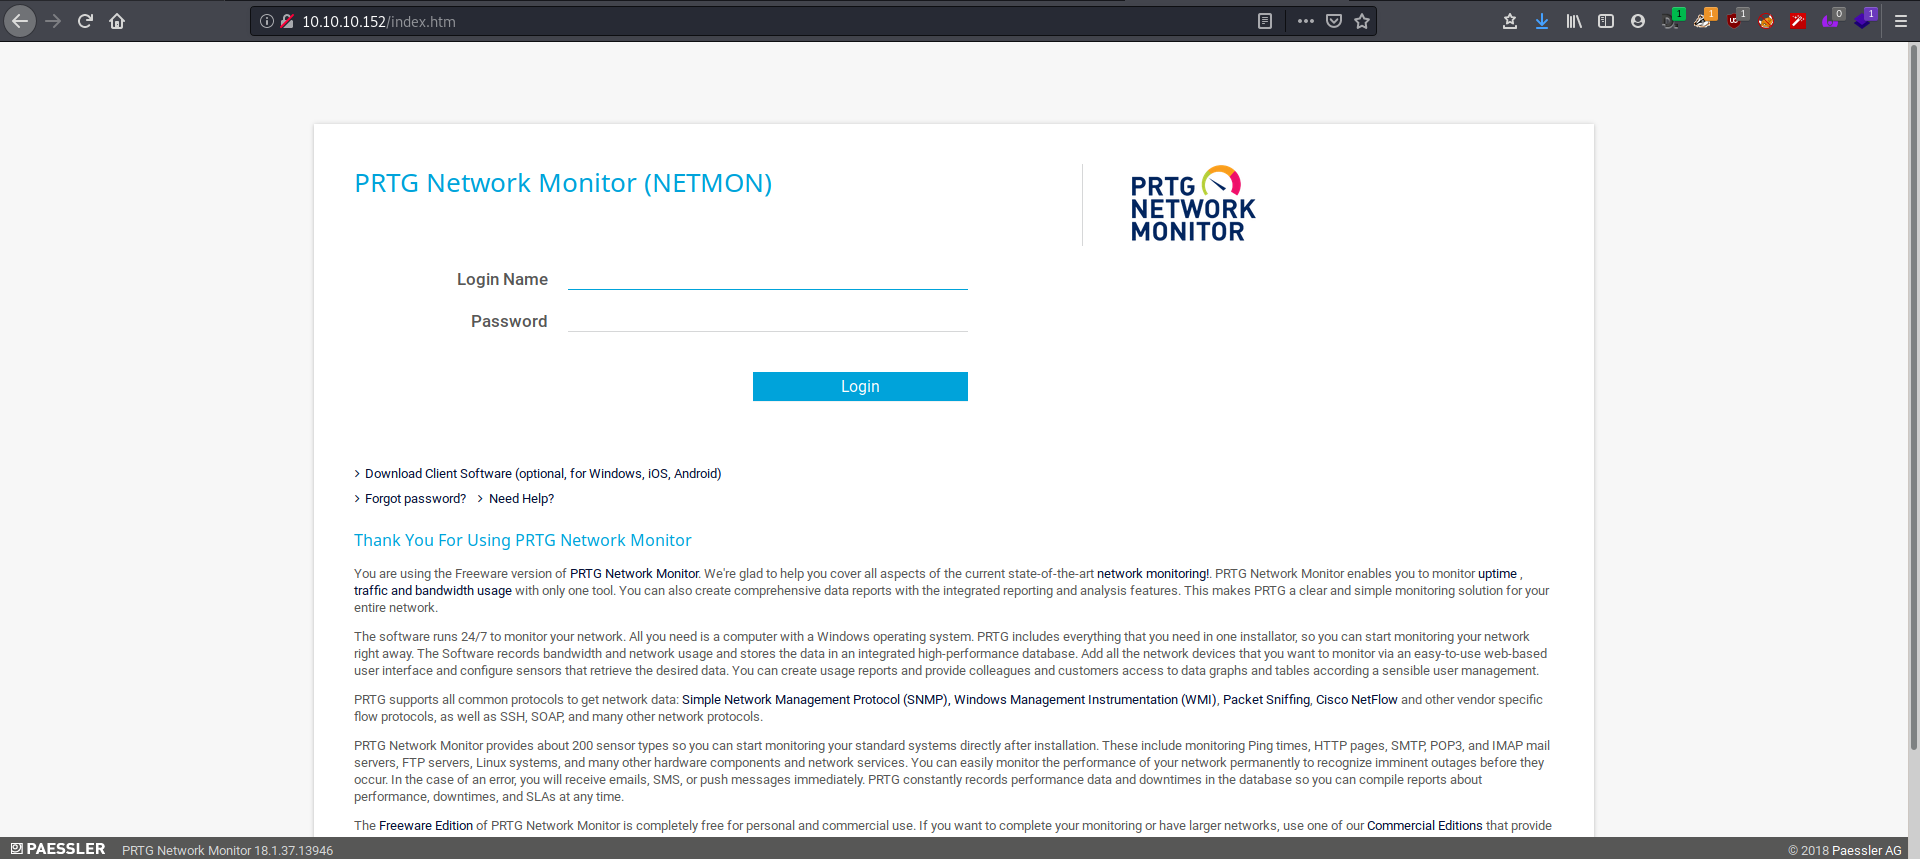 10.10.10.152/index.htm
1
1
1
0
1
PRTG Network Monitor (NETMON)
PRTG
NETWORK
MONITOR
Login Name
Password
Login
Download Client Software (optional, for Windows, iOS, Android)
Forgot password? Need Help?
Thank You For Using PRTG Network Monitor
You are using the Freeware version of PRTG Network Monitor. We're glad to help you cover all aspects of the current state-of-the-art network monitoring!. PRTG Network Monitor enables you to monitor uptime ,
traffic and bandwidth usage with only one tool. You can also create comprehensive data reports with the integrated reporting and analysis features. This makes PRTG a clear and simple monitoring solution for your
entire network.
The software runs 24/7 to monitor your network. All you need is a computer with a Windows operating system. PRTG includes everything that you need in one installator, so you can start monitoring your network
right away. The Software records bandwidth and network usage and stores the data in an integrated high-performance database. Add all the network devices that you want to monitor via an easy-to-use web-based
user interface and configure sensors that retrieve the desired data. You can create usage reports and provide colleagues and customers access to data graphs and tables according a sensible user management.
PRTG supports all common protocols to get network data: Simple Network Management Protocol (SNMP), Windows Management Instrumentation (WMI), Packet Sniffing, Cisco NetFlow and other vendor specific
flow protocols, as well as SSH, SOAP, and many other network protocols.
PRTG Network Monitor provides about 200 sensor types so you can start monitoring your standard systems directly after installation. These include monitoring Ping times, HTTP pages, SMTP, POP3, and IMAP mail
servers, FTP servers, Linux systems, and many other hardware components and network services. You can easily monitor the performance of your network permanently to recognize imminent outages before they
occur. In the case of an error, you will receive emails, SMS, or push messages immediately. PRTG constantly records performance data and downtimes in the database so you can compile reports about
performance, downtimes, and SLAs at any time.
The Freeware Edition of PRTG Network Monitor is completely free for personal and commercial use. If you want to complete your monitoring or have larger networks, use one of our Commercial Editions that provide
PAESSLER PRTG Network Monitor 18.1.37.13946 © 2018 Paessler AG